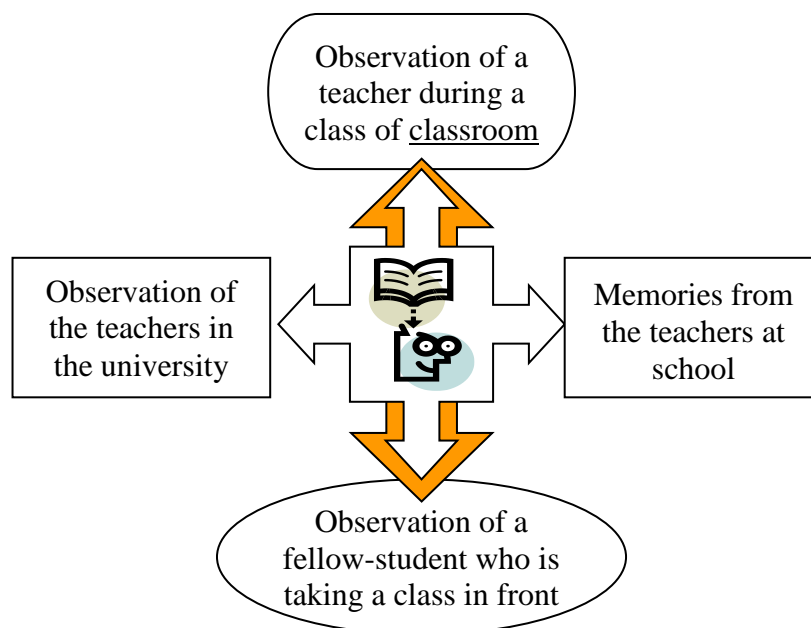 Observation of a
teacher during a
class of classroom
Observation of
the teachers in
the university
Memories from
the teachers at
school
Observation of a
fellow-student who is
taking a class in front